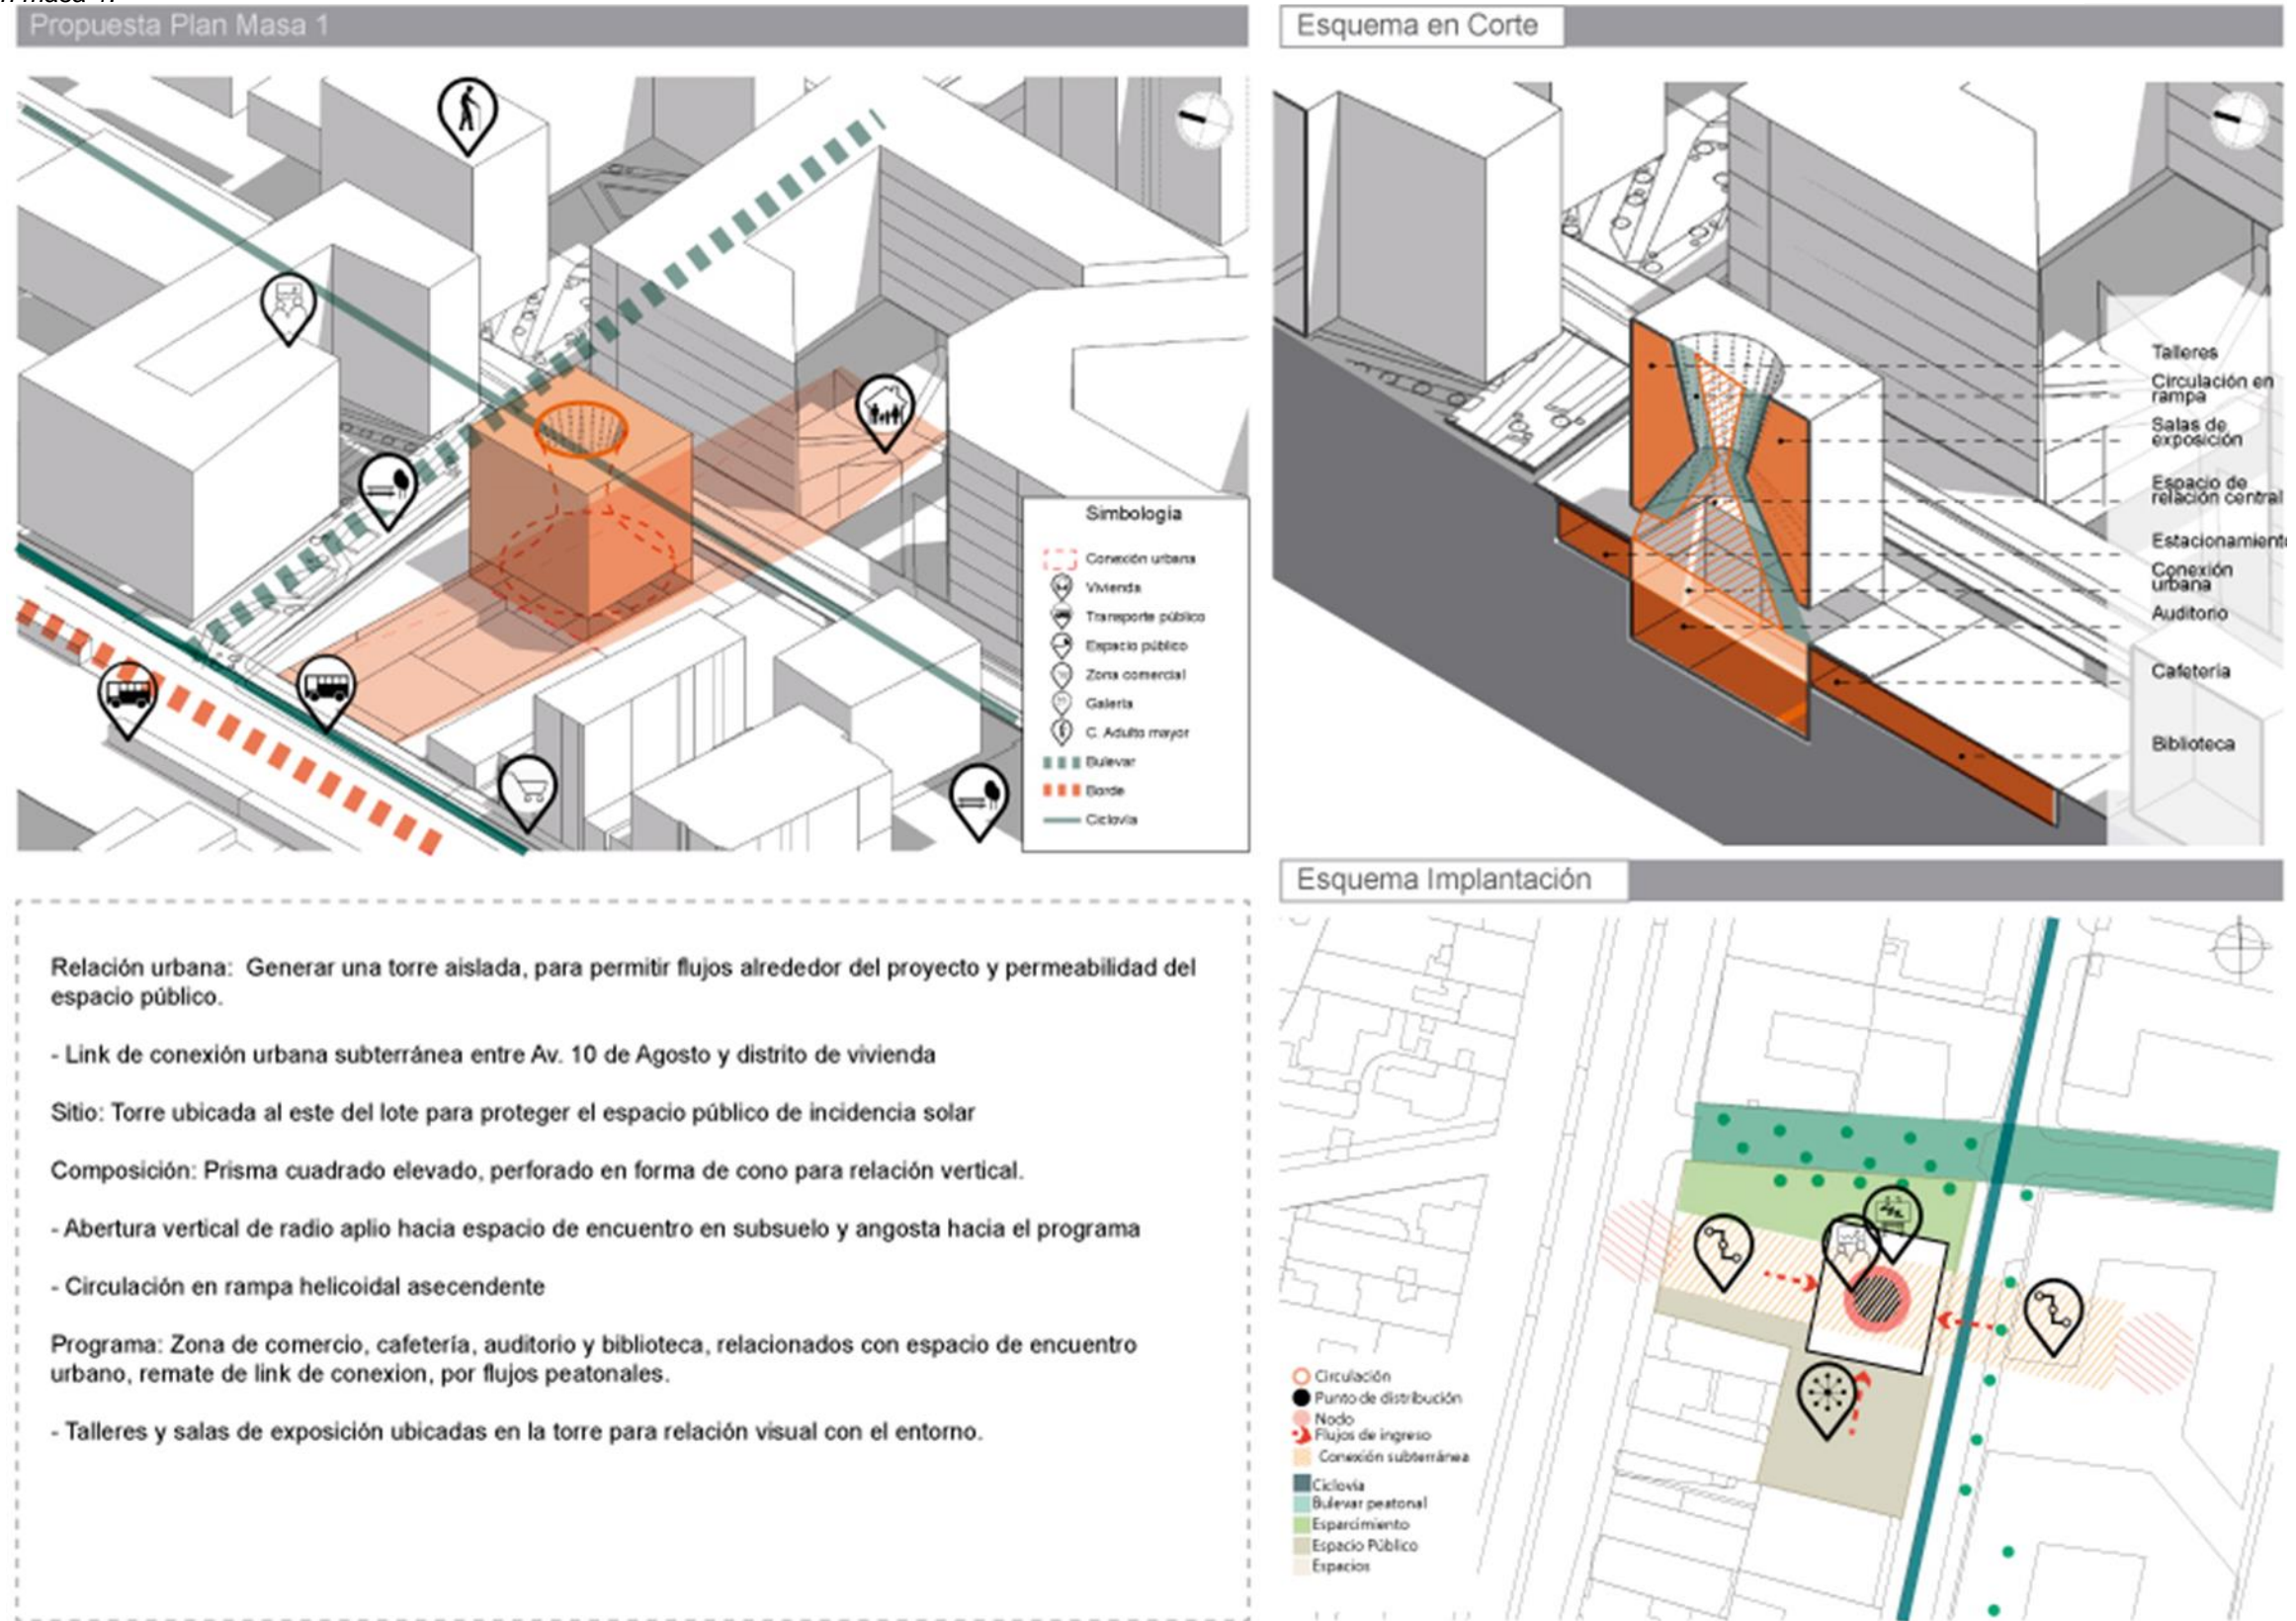 Propuesta Plan Masa 1
Simbología
Conexión urbana
Vivienda
Transporte público
Espacio público
Zona comercial
Galería
C. Adulto mayor
Bulevar
Borde
Ciclovía
Esquema en Corte
Talleres
Circulación en
rampa
Salas de
exposición
Espacio de
relación central
Estacionamiento
Conexión
urbana
Auditorio
Cafetería
Biblioteca
Relación urbana: Generar una torre aislada, para permitir flujos alrededor del proyecto y permeabilidad del
espacio público.
- Link de conexión urbana subterránea entre Av. 10 de Agosto y distrito de vivienda
Sitio: Torre ubicada al este del lote para proteger el espacio público de incidencia solar
Composición: Prisma cuadrado elevado, perforado en forma de cono para relación vertical.
- Abertura vertical de radio aplio hacia espacio de encuentro en subsuelo y angosta hacia el programa
- Circulación en rampa helicoidal asecendente
Programa: Zona de comercio, cafetería, auditorio y biblioteca, relacionados con espacio de encuentro
urbano, remate de link de conexion, por flujos peatonales.
- Talleres y salas de exposición ubicadas en la torre para relación visual con el entorno.
Esquema Implantación
Circulación
Punto de distribución
Nodo
Flujos de ingreso
Conexión subterránea
Ciclovía
Bulevar peatonal
Esparcimiento
Espacio Público
Espacios